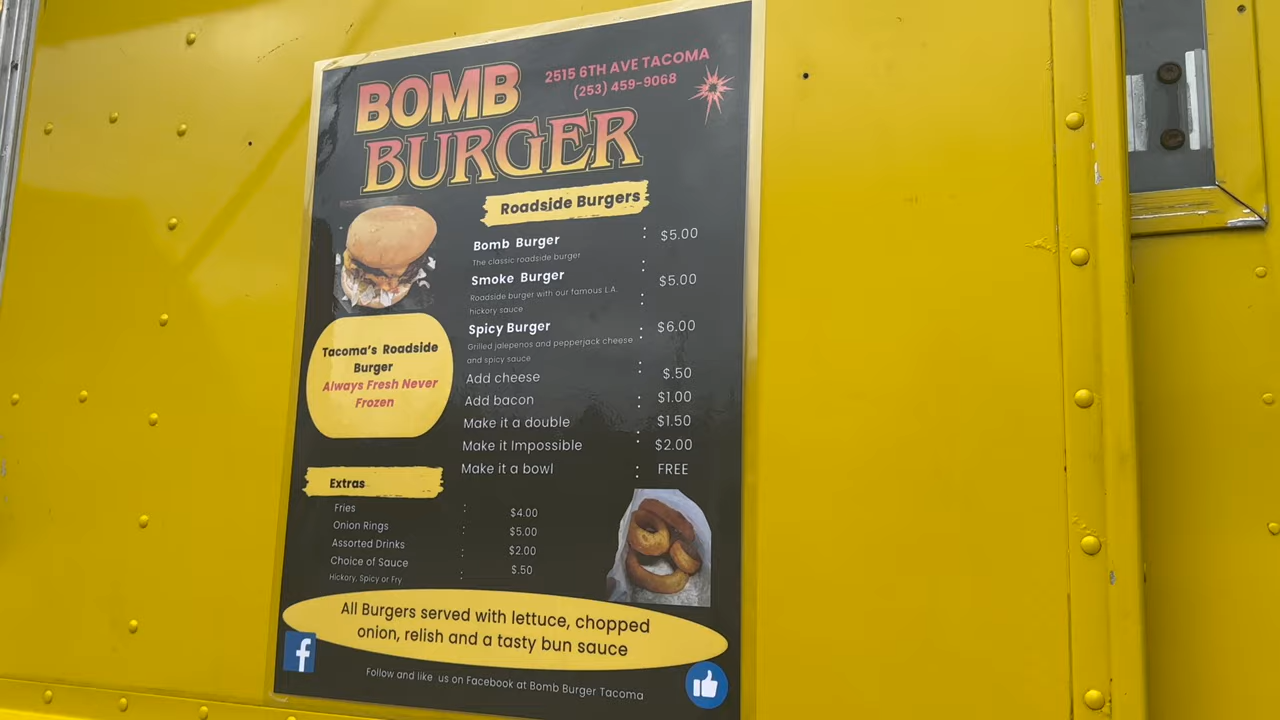 BOMB
BURGER
2515 6TH AVE TACOMA
(253) 459-9068
Roadside Burgers
Bomb Burger : $5.00
The classic roadside burger :
Smoke Burger $5.00
Roadside burger with our famous L.A. :
hickory sauce
Spicy Burger : $6.00
Grilled jalepenos and pepperjack cheese :
and spicy sauce
Add cheese : $.50
Add bacon : $1.00
Make it a double : $1.50
Make it Impossible : $2.00
Make it a bowl : FREE
Tacoma's Roadside
Burger
Always Fresh Never
Frozen
Extras
Fries : $4.00
Onion Rings : $5.00
Assorted Drinks : $2.00
Choice of Sauce : $.50
Hickory, Spicy or Fry :
All Burgers served with lettuce, chopped
onion, relish and a tasty bun sauce
f
Follow and like us on Facebook at Bomb Burger Tacoma